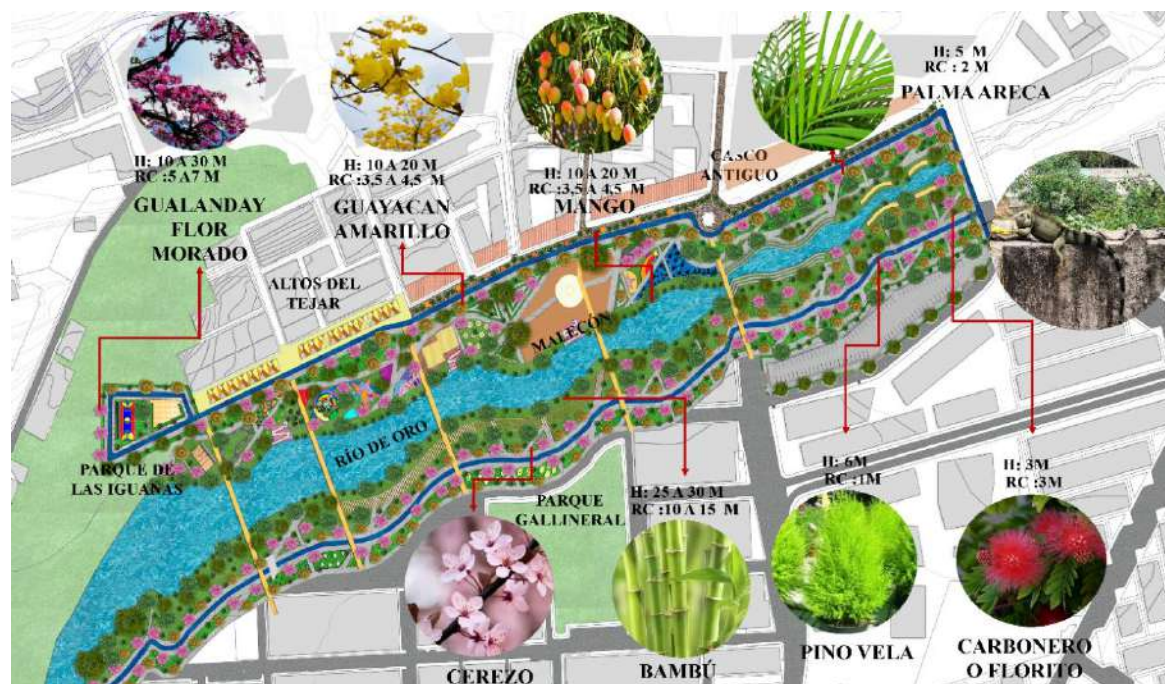 H: 5 M
RC : 2 M
PALMA ARECA
H: 10 A 30 M
RC :5 A7 M
GUALANDAY
FLOR
MORADO
H: 10 A 20 M
RC :3,5 A 4,5 M
GUAYACAN
AMARILLO
H: 10 A 20 M
RC :3,5 A 4,5 M
MANGO
CASCO
ANTIGUO
ALTOS DEL
TEJAR
MALECÓN
RÍO DE ORO
PARQUE DE
LAS IGUANAS
PARQUE
GALLINERAL
H: 25 A 30 M
RC :10 A 15 M
H: 6M
RC :1M
H: 3M
RC :3M
CEREZO
BAMBÚ
PINO VELA
CARBONERO
O FLORITO